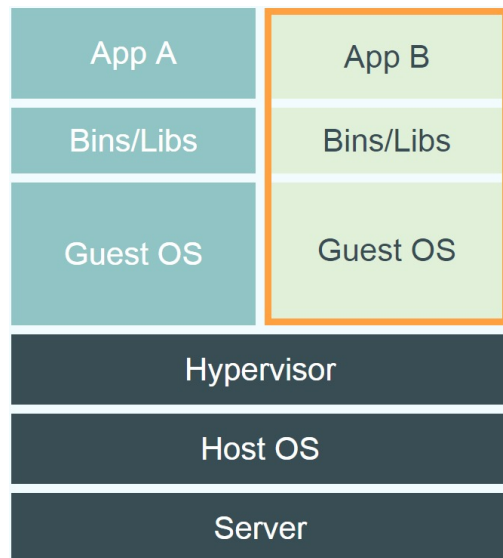 App A
Bins/Libs
Guest OS
App B
Bins/Libs
Guest OS
Hypervisor
Host OS
Server